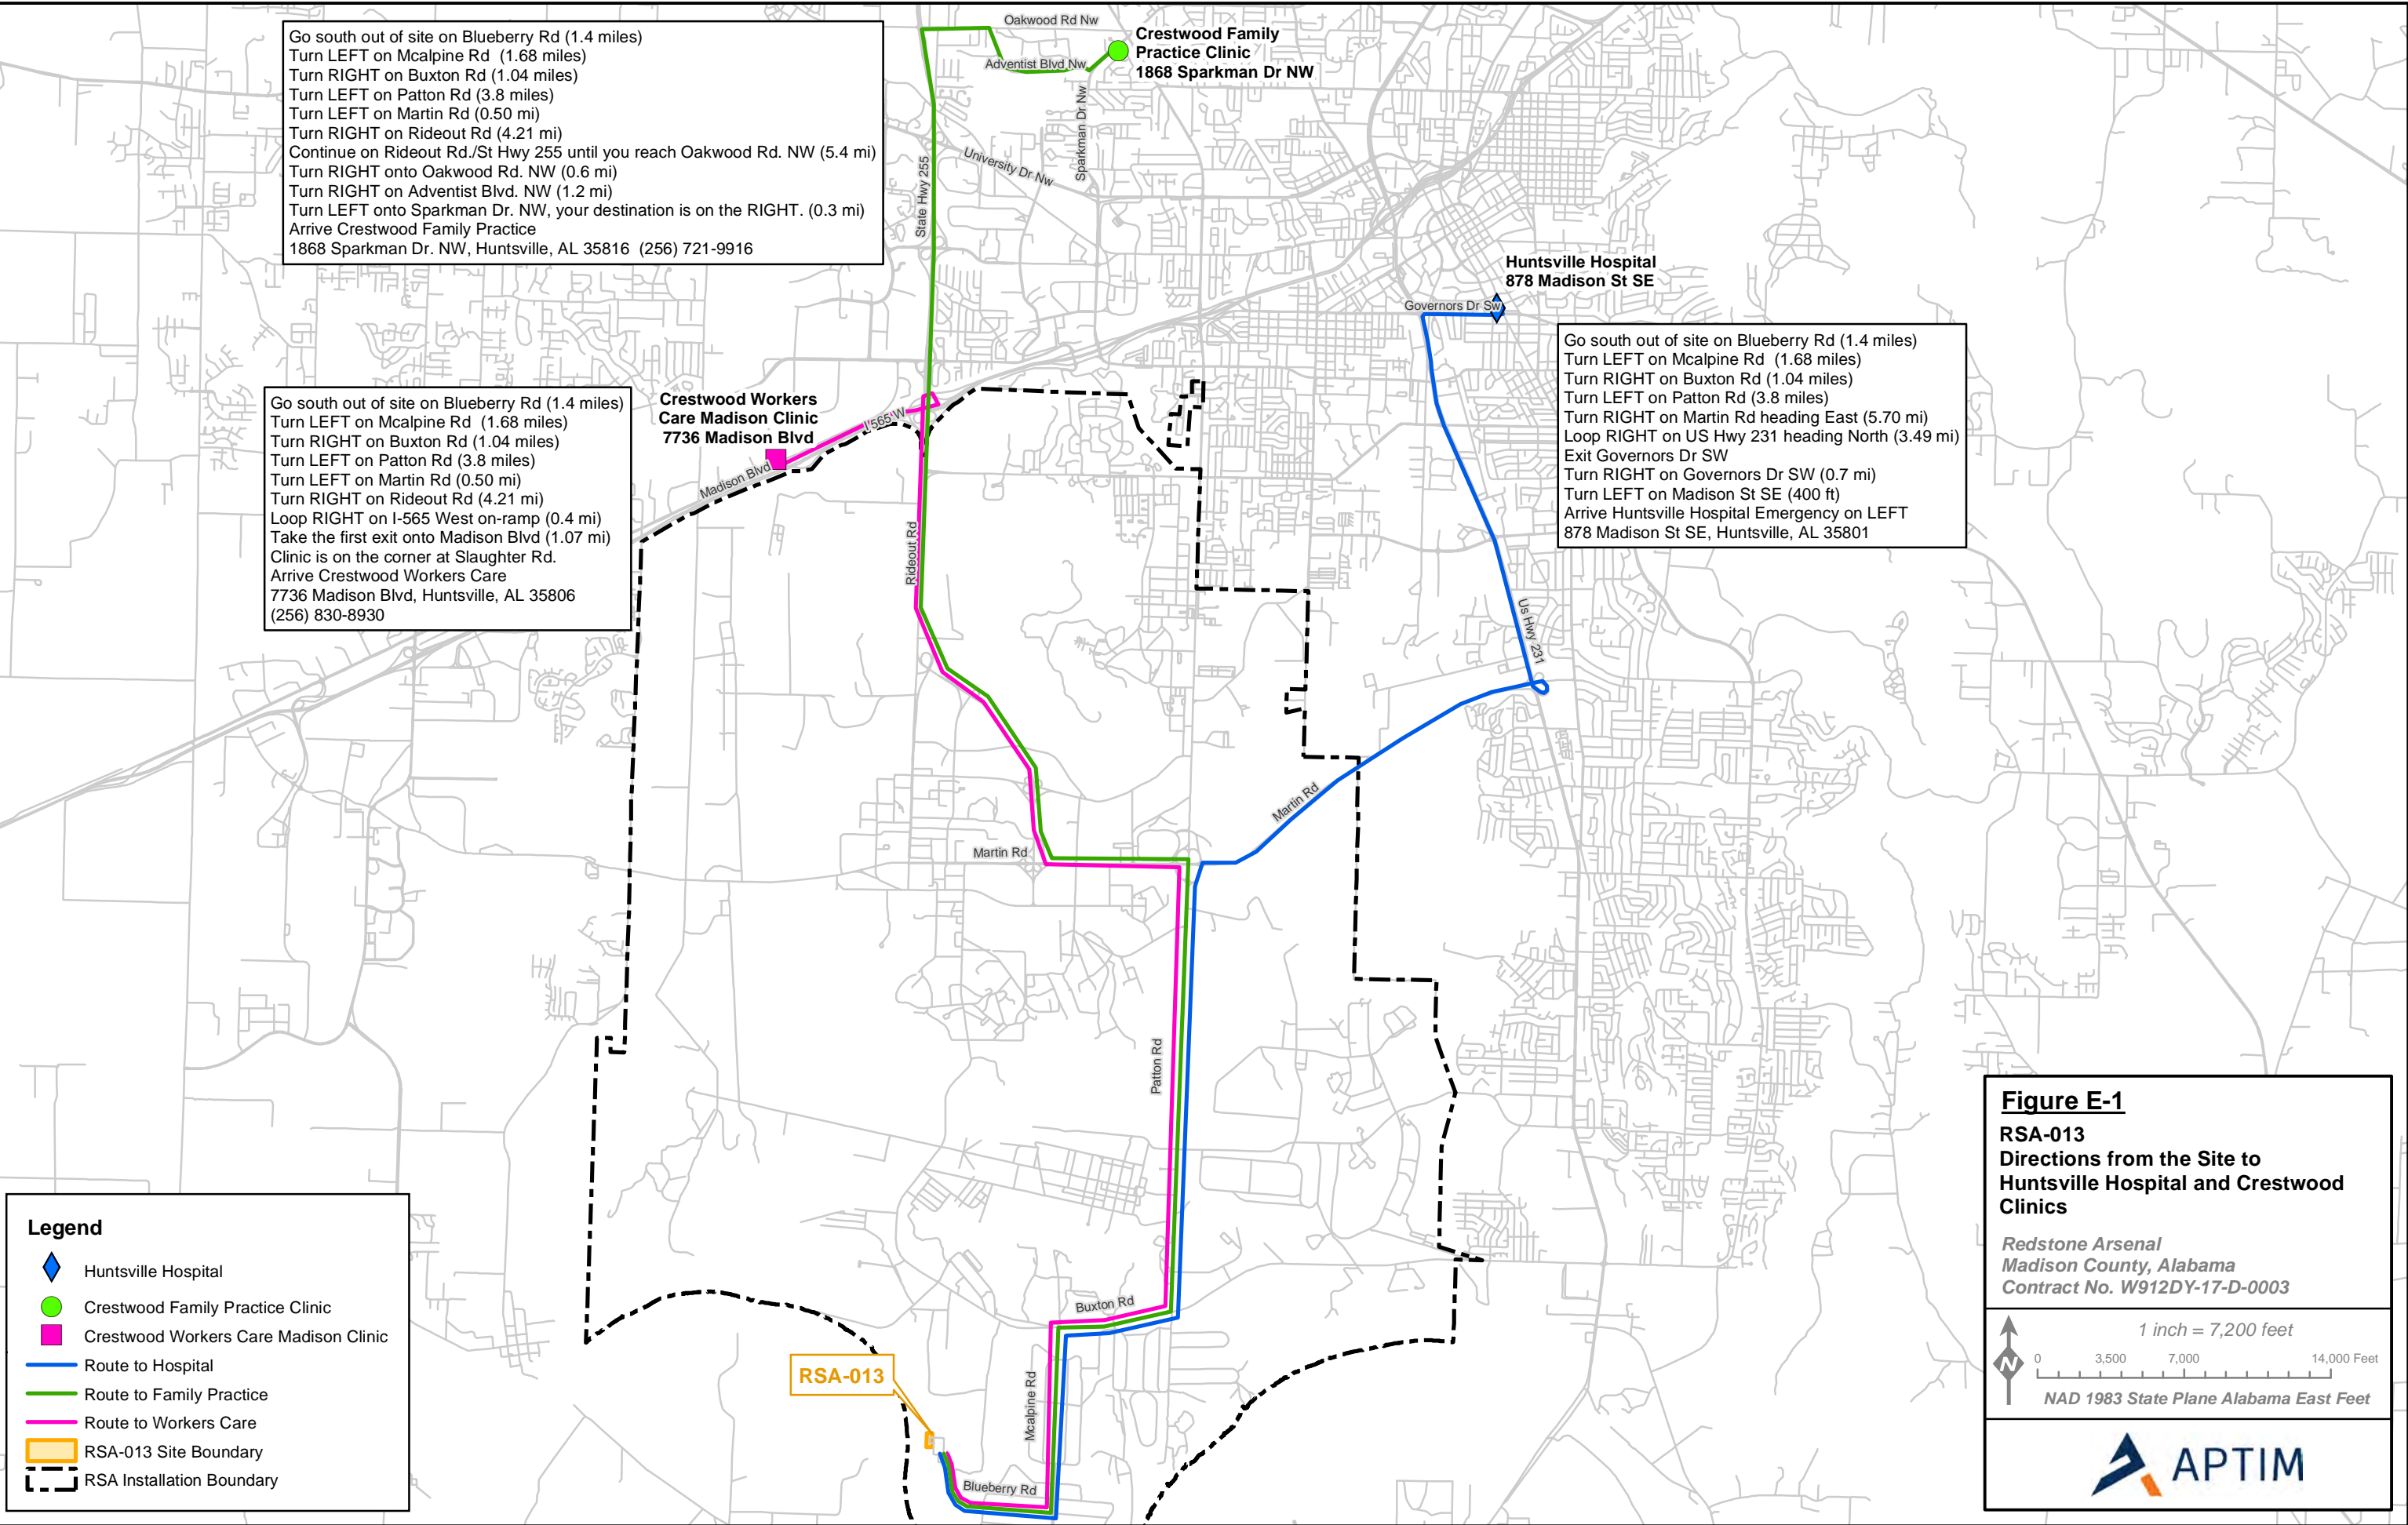 Go south out of site on Blueberry Rd (1.4 miles)
Turn LEFT on Mcalpine Rd  (1.68 miles)
Turn RIGHT on Buxton Rd (1.04 miles)
Turn LEFT on Patton Rd (3.8 miles)
Turn LEFT on Martin Rd (0.50 mi)
Turn RIGHT on Rideout Rd (4.21 mi)
Continue on Rideout Rd./St Hwy 255 until you reach Oakwood Rd. NW (5.4 mi)
Turn RIGHT onto Oakwood Rd. NW (0.6 mi)
Turn RIGHT on Adventist Blvd. NW (1.2 mi)
Turn LEFT onto Sparkman Dr. NW, your destination is on the RIGHT. (0.3 mi)
Arrive Crestwood Family Practice
1868 Sparkman Dr. NW, Huntsville, AL 35816  (256) 721-9916
Oakwood Rd Nw
Adventist Blvd Nw
Crestwood Family
Practice Clinic
1868 Sparkman Dr NW
Sparkman Dr Nw
University Dr Nw
State Hwy 255
Huntsville Hospital
878 Madison St SE
Governors Dr Sw
Go south out of site on Blueberry Rd (1.4 miles)
Turn LEFT on Mcalpine Rd  (1.68 miles)
Turn RIGHT on Buxton Rd (1.04 miles)
Turn LEFT on Patton Rd (3.8 miles)
Turn RIGHT on Martin Rd heading East (5.70 mi)
Loop RIGHT on US Hwy 231 heading North (3.49 mi)
Exit Governors Dr SW
Turn RIGHT on Governors Dr SW (0.7 mi)
Turn LEFT on Madison St SE (400 ft)
Arrive Huntsville Hospital Emergency on LEFT
878 Madison St SE, Huntsville, AL 35801
Go south out of site on Blueberry Rd (1.4 miles)
Turn LEFT on Mcalpine Rd  (1.68 miles)
Turn RIGHT on Buxton Rd (1.04 miles)
Turn LEFT on Patton Rd (3.8 miles)
Turn LEFT on Martin Rd (0.50 mi)
Turn RIGHT on Rideout Rd (4.21 mi)
Loop RIGHT on I-565 West on-ramp (0.4 mi)
Take the first exit onto Madison Blvd (1.07 mi)
Clinic is on the corner at Slaughter Rd.
Arrive Crestwood Workers Care
7736 Madison Blvd, Huntsville, AL 35806
(256) 830-8930
Crestwood Workers
Care Madison Clinic
7736 Madison Blvd
I 565 W
Madison Blvd
Rideout Rd
Us Hwy 231
Martin Rd
Martin Rd
Patton Rd
Buxton Rd
Mcalpine Rd
Blueberry Rd
RSA-013
Legend
Huntsville Hospital
Crestwood Family Practice Clinic
Crestwood Workers Care Madison Clinic
Route to Hospital
Route to Family Practice
Route to Workers Care
RSA-013 Site Boundary
RSA Installation Boundary
Figure E-1
RSA-013
Directions from the Site to
Huntsville Hospital and Crestwood
Clinics
Redstone Arsenal
Madison County, Alabama
Contract No. W912DY-17-D-0003
N
1 inch = 7,200 feet
0 3,500 7,000 14,000 Feet
NAD 1983 State Plane Alabama East Feet
APTIM